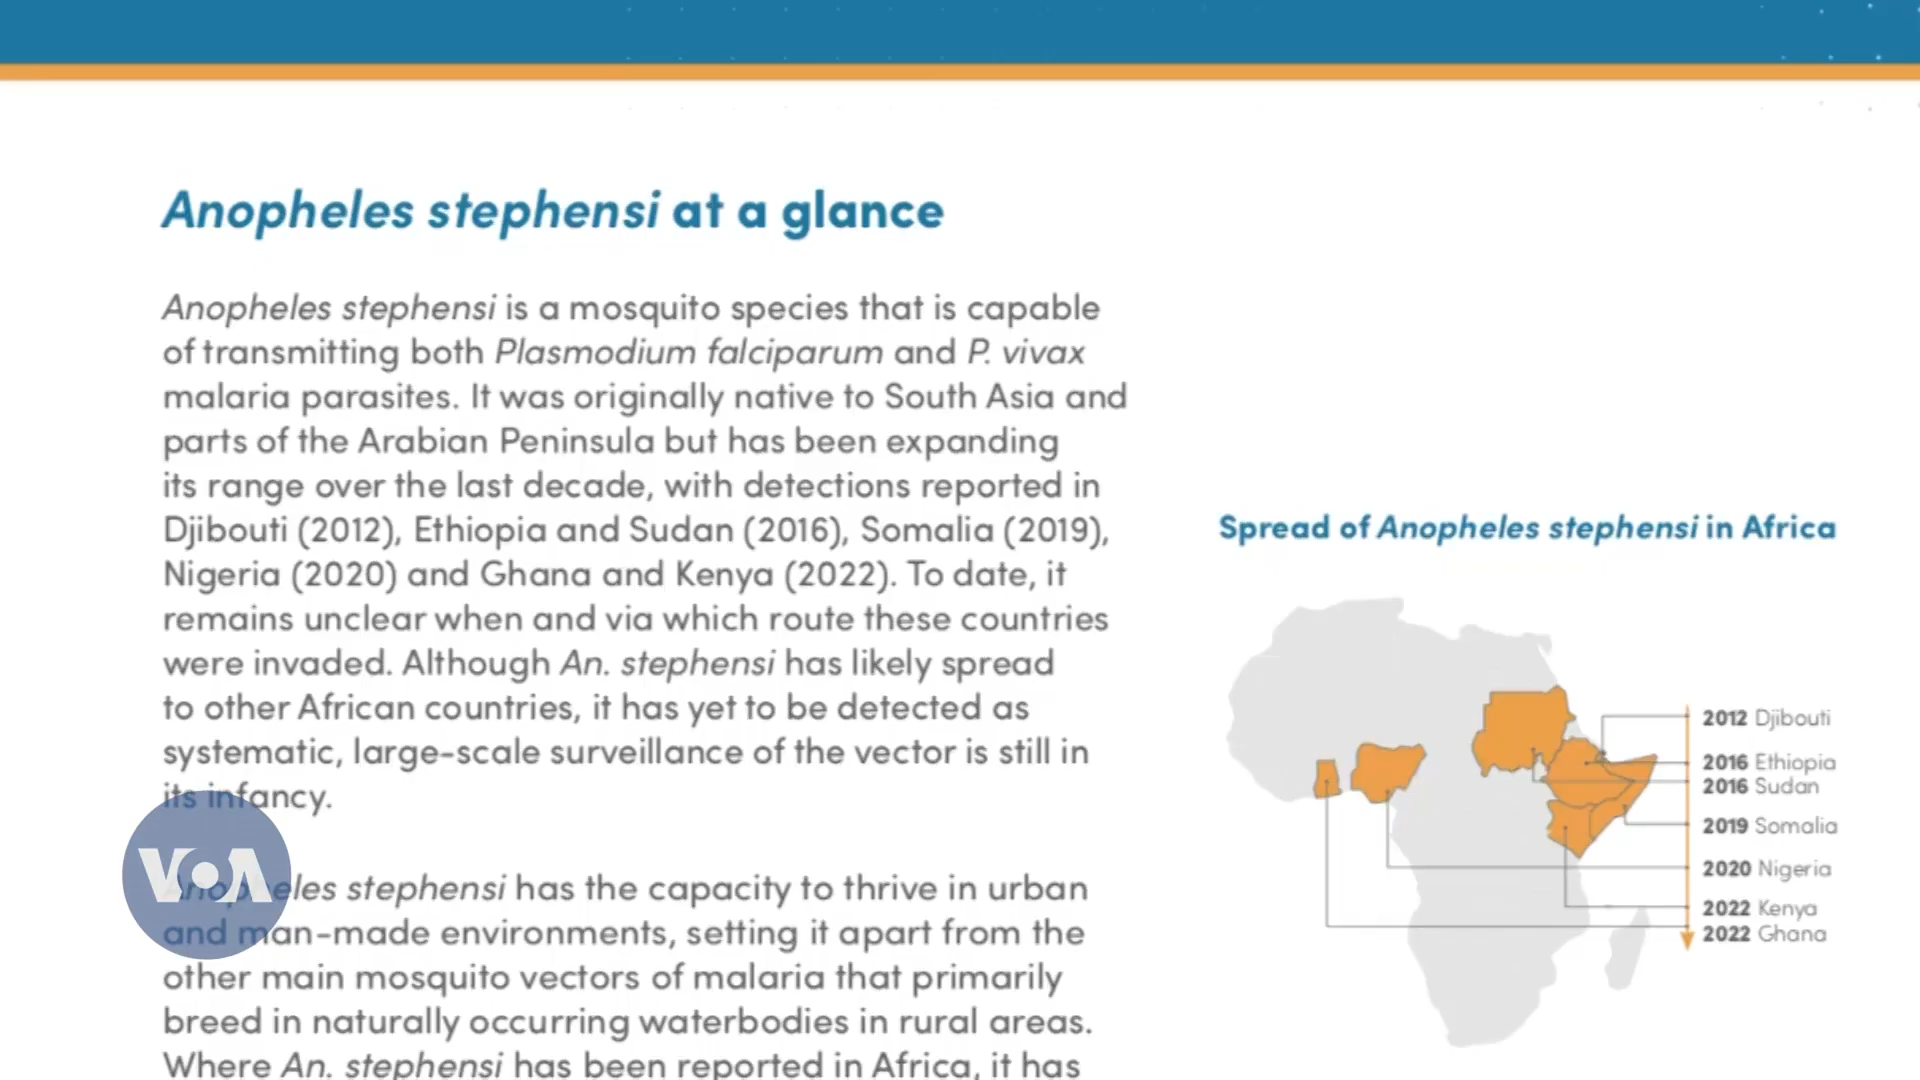 Anopheles stephensi at a glance
Anopheles stephensi is a mosquito species that is capable
of transmitting both Plasmodium falciparum and P. vivax
malaria parasites. It was originally native to South Asia and
parts of the Arabian Peninsula but has been expanding
its range over the last decade, with detections reported in
Djibouti (2012), Ethiopia and Sudan (2016), Somalia (2019),
Nigeria (2020) and Ghana and Kenya (2022). To date, it
remains unclear when and via which route these countries
were invaded. Although An. stephensi has likely spread
to other African countries, it has yet to be detected as
systematic, large-scale surveillance of the vector is still in
its infancy.
Anopheles stephensi has the capacity to thrive in urban
and man-made environments, setting it apart from the
other main mosquito vectors of malaria that primarily
breed in naturally occurring waterbodies in rural areas.
Where An. stephensi has been reported in Africa, it has
VOA
Spread of Anopheles stephensi in Africa
2012 Djibouti
2016 Ethiopia
2016 Sudan
2019 Somalia
2020 Nigeria
2022 Kenya
2022 Ghana